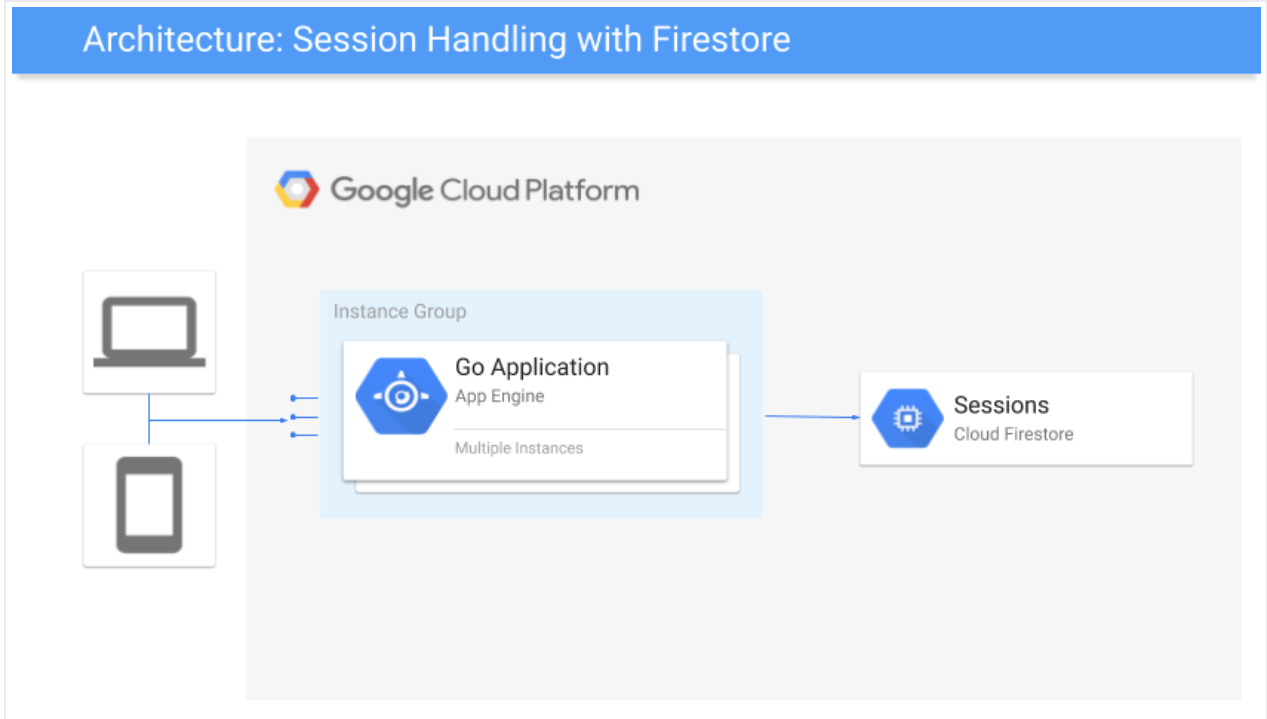 Architecture: Session Handling with Firestore
Google Cloud Platform
Instance Group
Go Application
App Engine
Multiple Instances
Sessions
Cloud Firestore